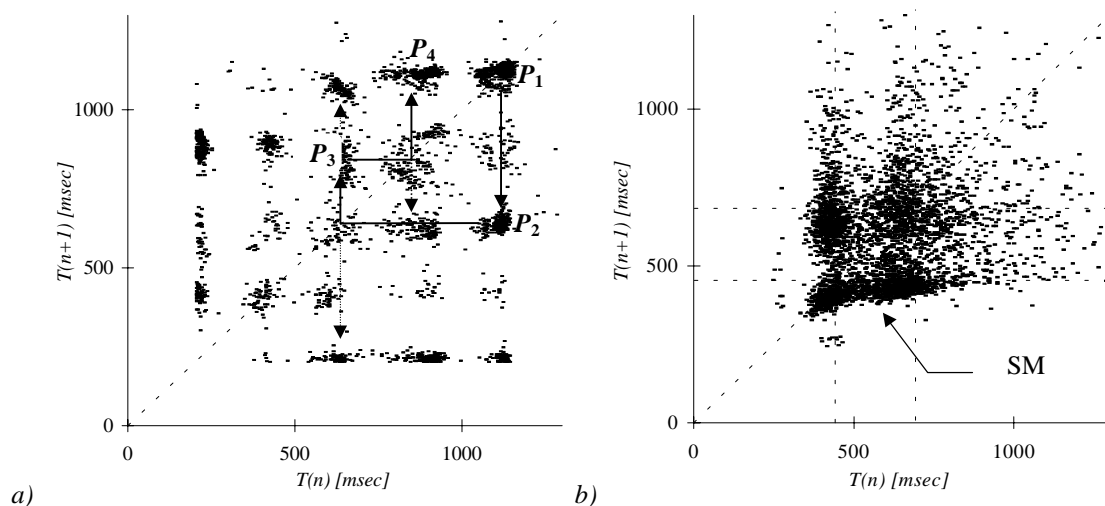 P4
P1
1000
P3
P2
T(n+1) [msec]
500
0
0
500
1000
T(n) [msec]
a)
1000
T(n+1) [msec]
500
SM
0
0
500
1000
T(n) [msec]
b)